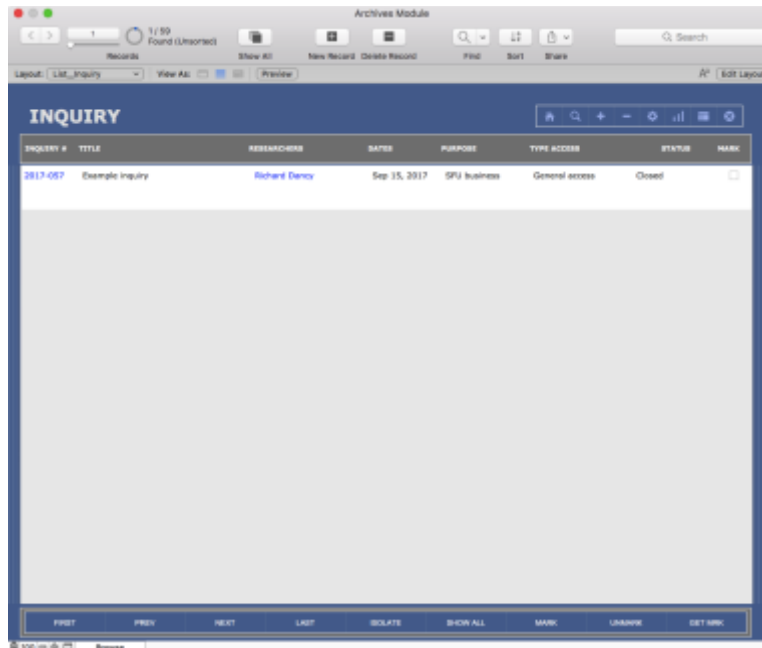 Archives Module
1 1 / 59 Found (Unsorted) Search
Records Show All New Record Delete Record Find Sort Share
Layout: List_Inquiry View As: Preview Edit Layou
INQUIRY
INQUIRY # TITLE RESEARCHERS DATES PURPOSE TYPE ACCESS STATUS MARK
2017-057 Example inquiry Richard Dancy Sep 15, 2017 SFU business General access Closed
FIRST PREV NEXT LAST ISOLATE SHOW ALL MARK UNMARK GET MRK
100 Browse